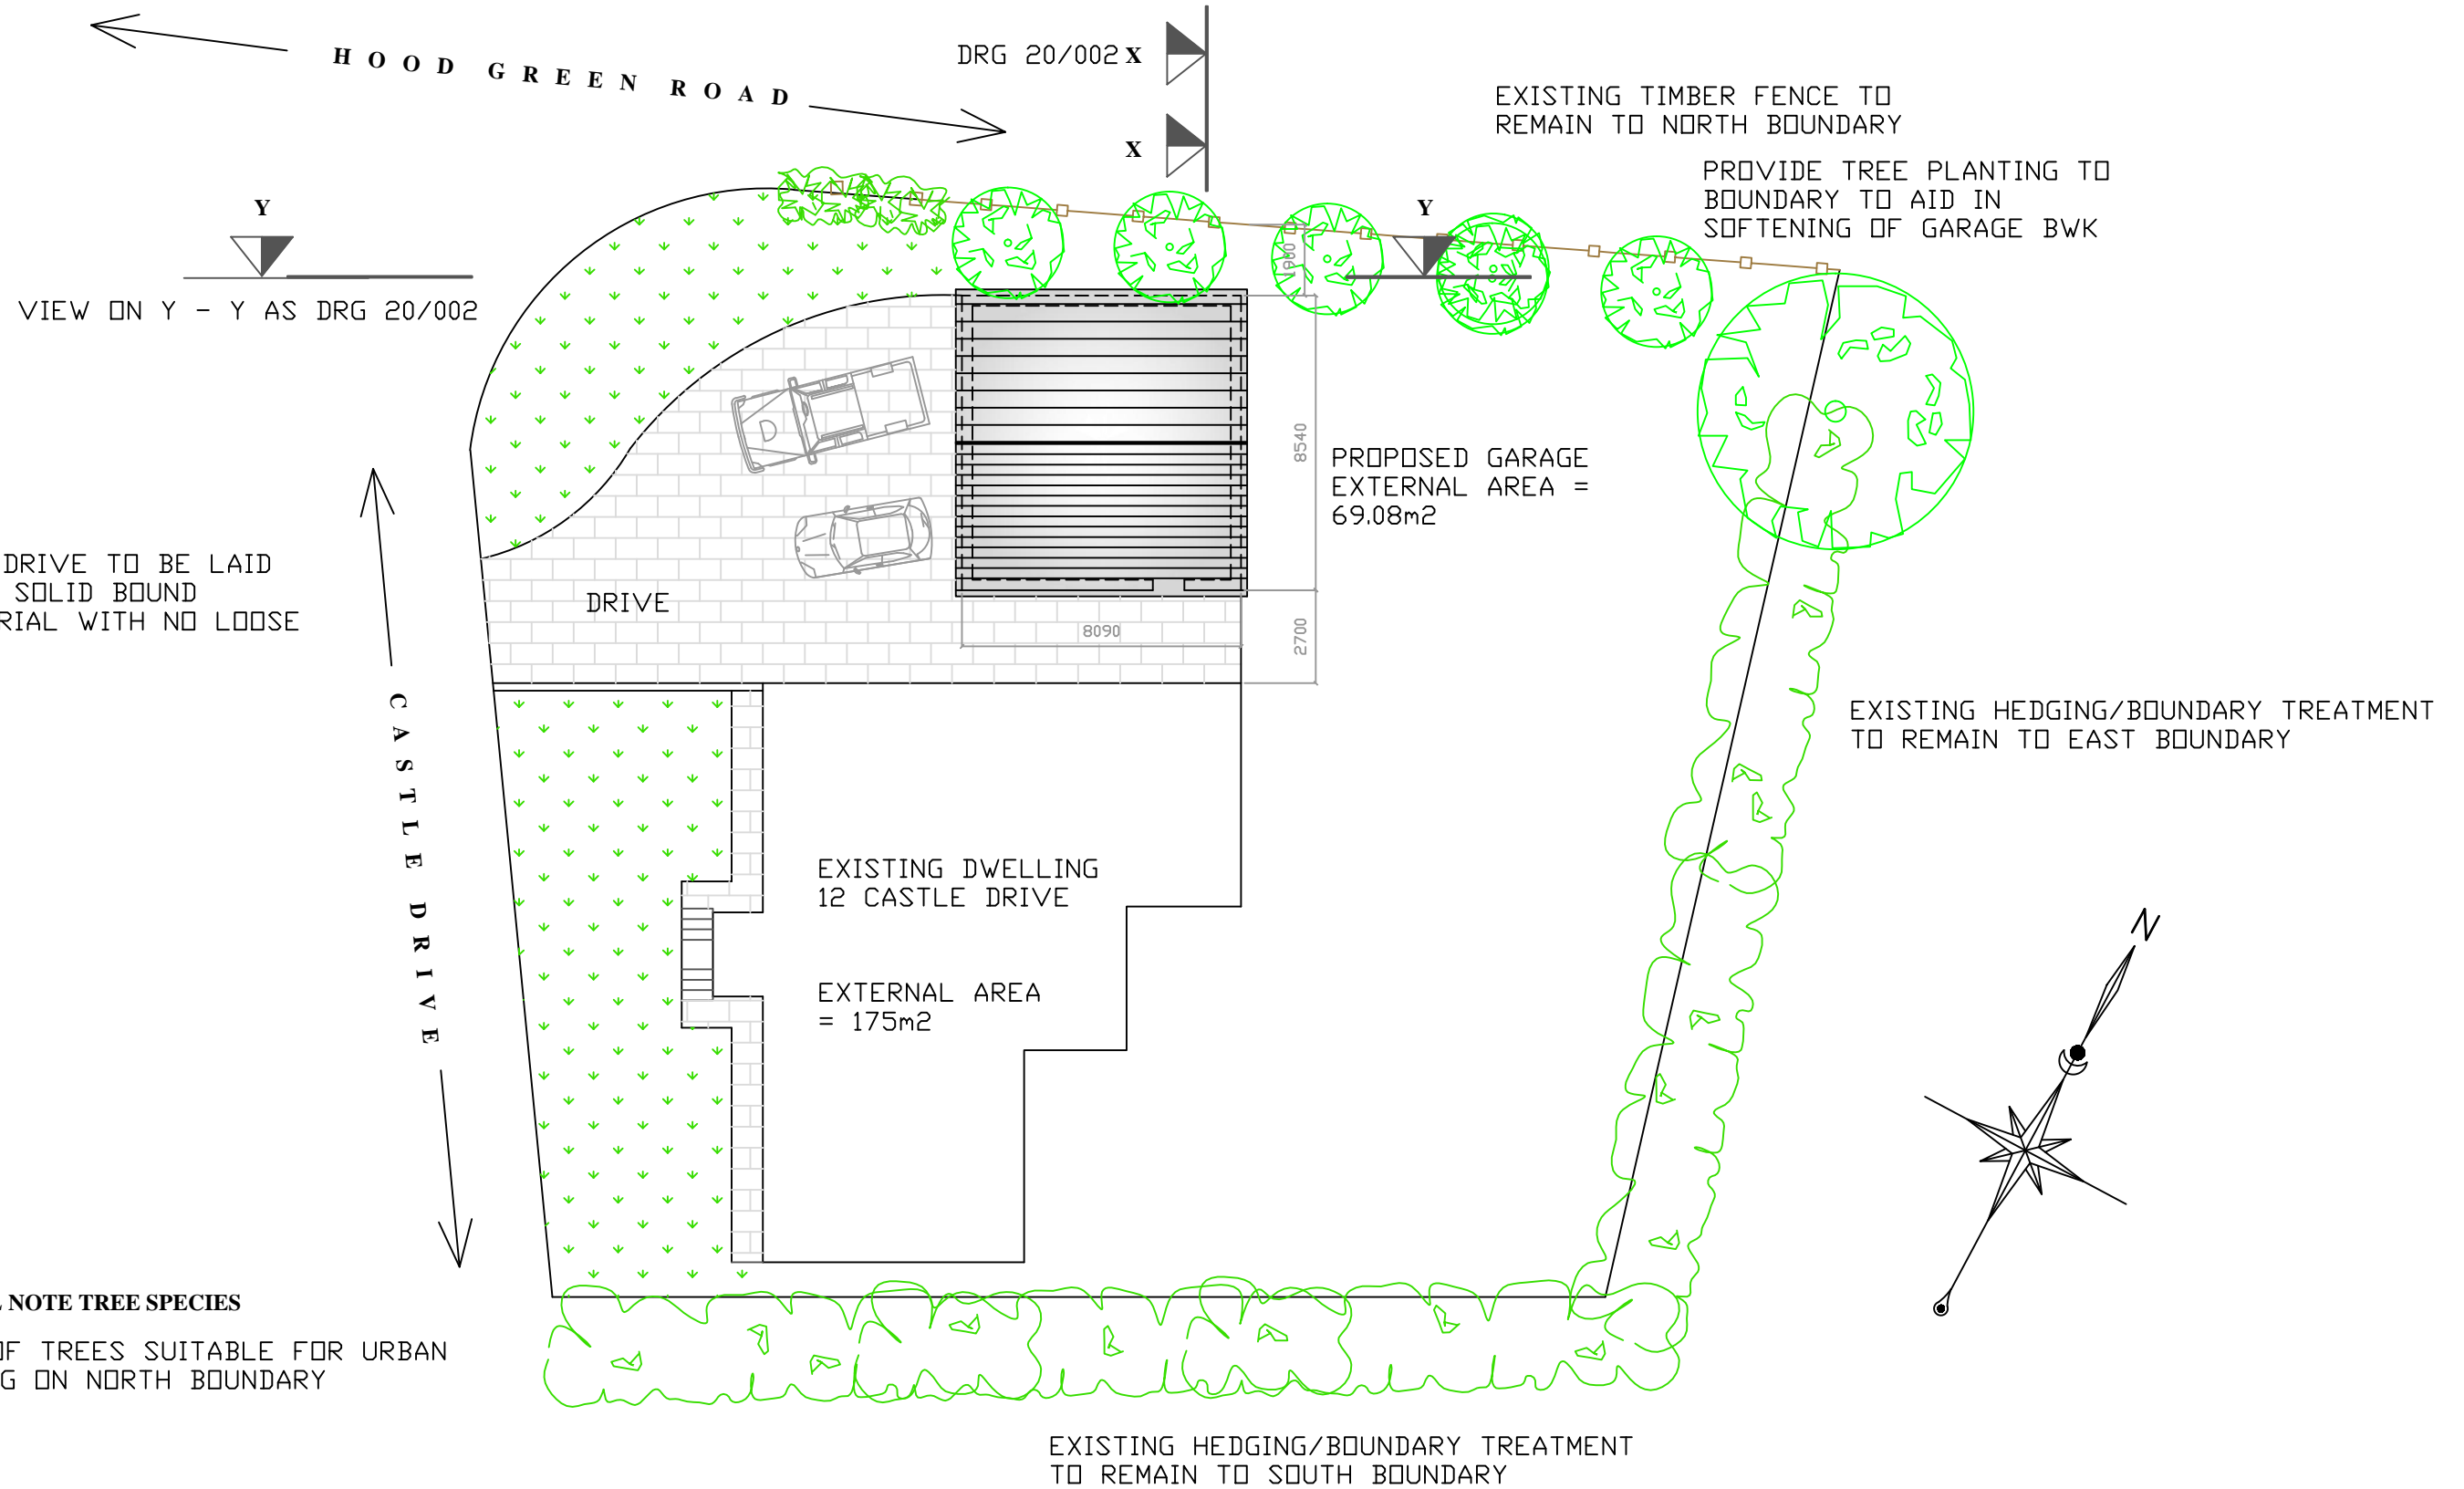 HOOD GREEN ROAD
DRG 20/002 X
X
EXISTING TIMBER FENCE TO
REMAIN TO NORTH BOUNDARY
PROVIDE TREE PLANTING TO
BOUNDARY TO AID IN
SOFTENING OF GARAGE BWK
Y
Y
VIEW ON Y - Y AS DRG 20/002
1900
8540
PROPOSED GARAGE
EXTERNAL AREA =
69.08m2
DRIVE TO BE LAID
SOLID BOUND
RIAL WITH NO LOOSE
DRIVE
8090
2700
CASTLE DRIVE
EXISTING HEDGING/BOUNDARY TREATMENT
TO REMAIN TO EAST BOUNDARY
EXISTING DWELLING
12 CASTLE DRIVE
EXTERNAL AREA
= 175m2
N
NOTE TREE SPECIES
OF TREES SUITABLE FOR URBAN
G ON NORTH BOUNDARY
EXISTING HEDGING/BOUNDARY TREATMENT
TO REMAIN TO SOUTH BOUNDARY